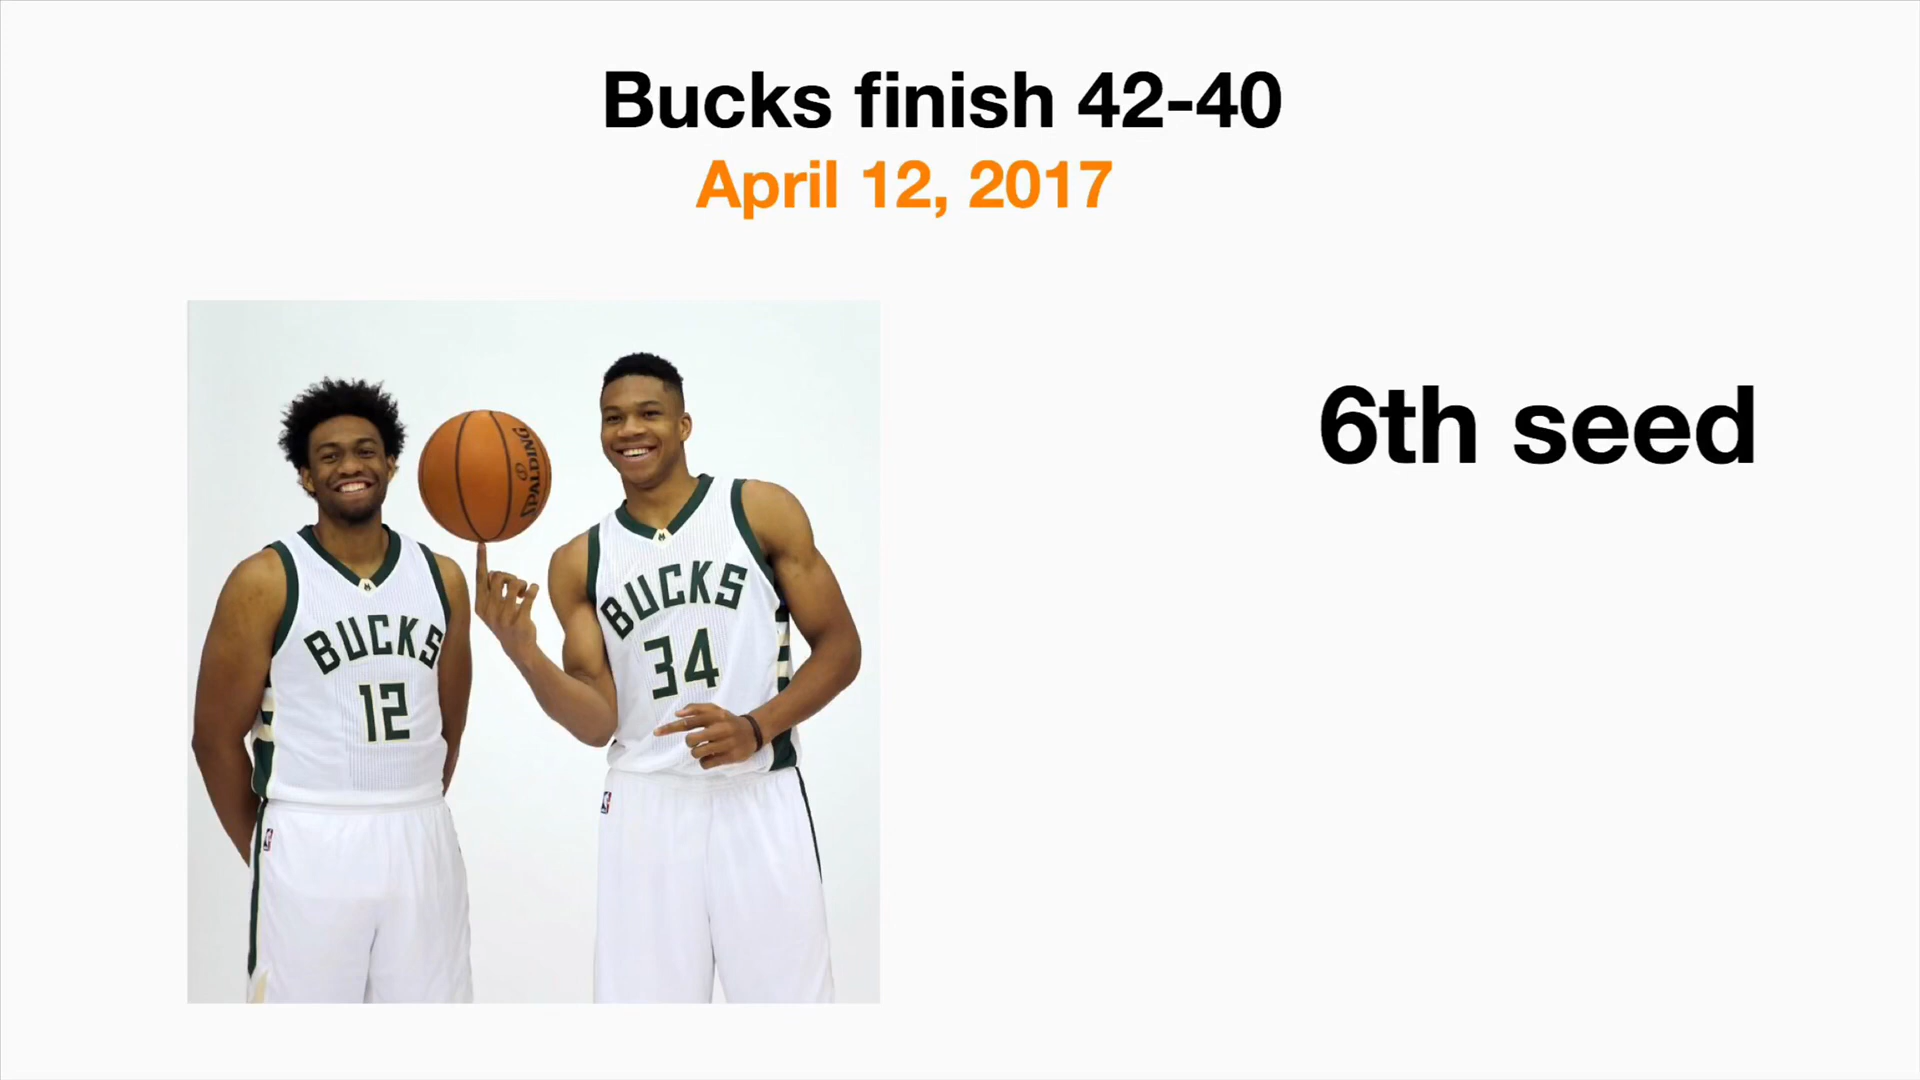 Bucks finish 42-40
April 12, 2017
6th seed
SPALDING
BUCKS
12
BUCKS
34